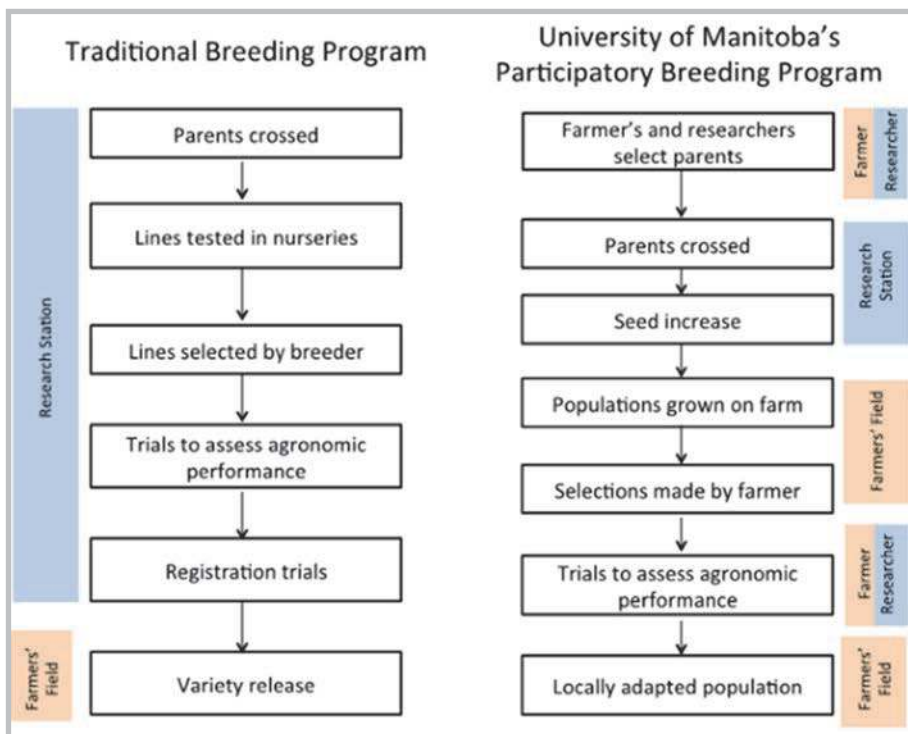 Traditional Breeding Program
Research Station
Parents crossed
Lines tested in nurseries
Lines selected by breeder
Trials to assess agronomic
performance
Registration trials
Farmers'
Field
Variety release
University of Manitoba's
Participatory Breeding Program
Farmer's and researchers
select parents
Farmer
Researcher
Parents crossed
Seed increase
Research
Station
Populations grown on farm
Selections made by farmer
Farmers' Field
Trials to assess agronomic
performance
Farmer
Researcher
Locally adapted population
Farmers'
Field